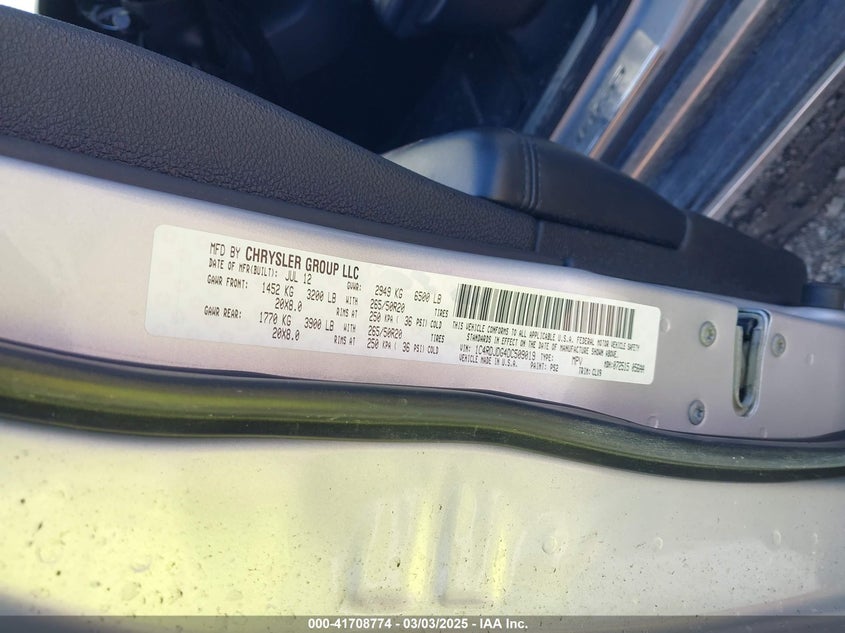 MFD BY CHRYSLER GROUP LLC
DATE OF MFR(BUILT): JUL 12 GVWR: 2949 KG 6500 LB
GAWR FRONT: 1452 KG 3200 LB WITH 265/50R20 TIRES
20X8.0 RIMS AT 250 KPA( 36 PSI) COLD
GAWR REAR: 1770 KG 3900 LB WITH 265/50R20 TIRES
20X8.0 RIMS AT 250 KPA( 36 PSI) COLD
THIS VEHICLE CONFORMS TO ALL APPLICABLE U.S.A. FEDERAL MOTOR VEHICLE SAFETY
STANDARDS IN EFFECT ON THE DATE OF MANUFACTURE SHOWN ABOVE.
VIN: 1C4RDJDG4DC509019 TYPE: MPV MDH:072515 056AA
VEHICLE MADE IN U.S.A. PAINT: PS2 TRIM: CLX9
000-41708774 | 03/03/2025 - IAA Inc.